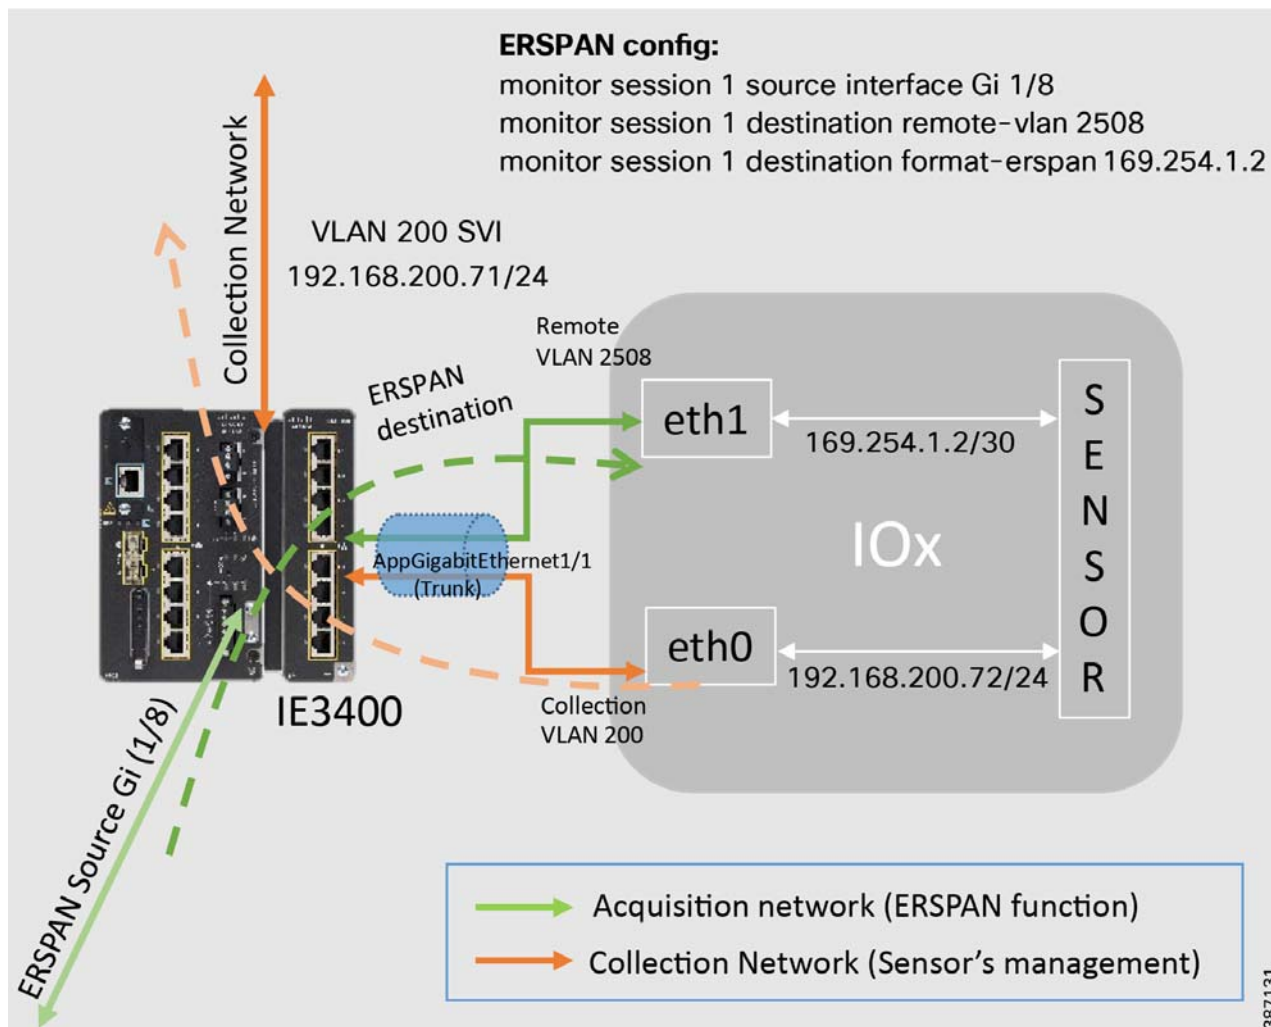 ERSPAN config:
monitor session 1 source interface Gi 1/8
monitor session 1 destination remote-vlan 2508
monitor session 1 destination format-erspan 169.254.1.2
Collection Network
VLAN 200 SVI
192.168.200.71/24
Remote
VLAN 2508
ERSPAN
destination
eth1
169.254.1.2/30
SENSOR
IOx
AppGigabitEthernet1/1
(Trunk)
eth0
192.168.200.72/24
Collection
VLAN 200
IE3400
ERSPAN Source Gi (1/8)
Acquisition network (ERSPAN function)
Collection Network (Sensor's management)
387131